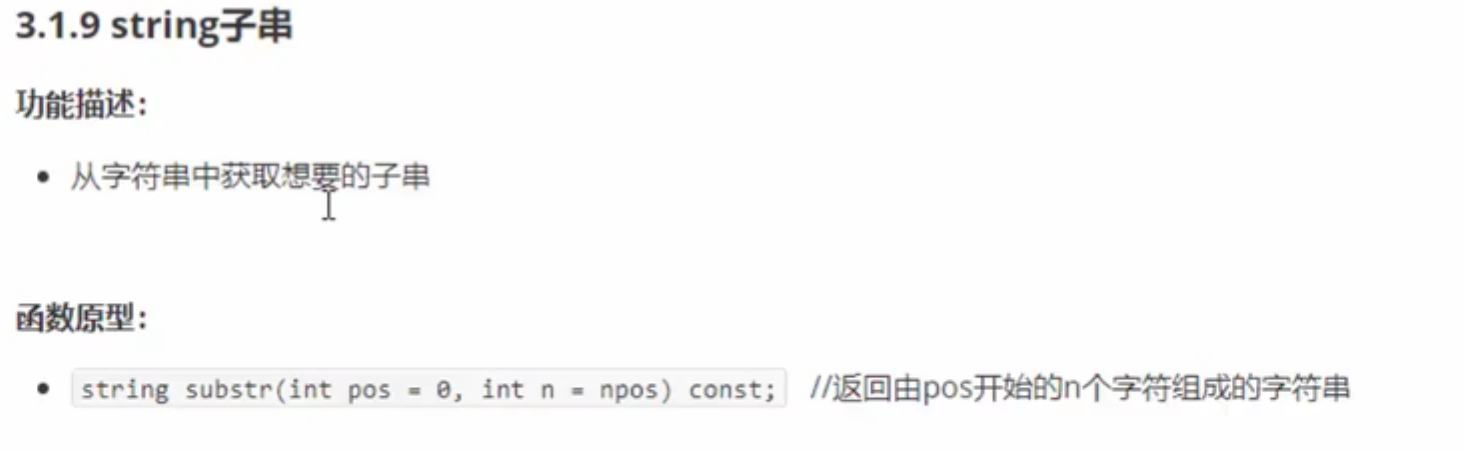 3.1.9 string子串
功能描述：
• 从字符串中获取想要的子串
函数原型：
• string substr(int pos = 0, int n = npos) const; //返回由pos开始的n个字符组成的字符串